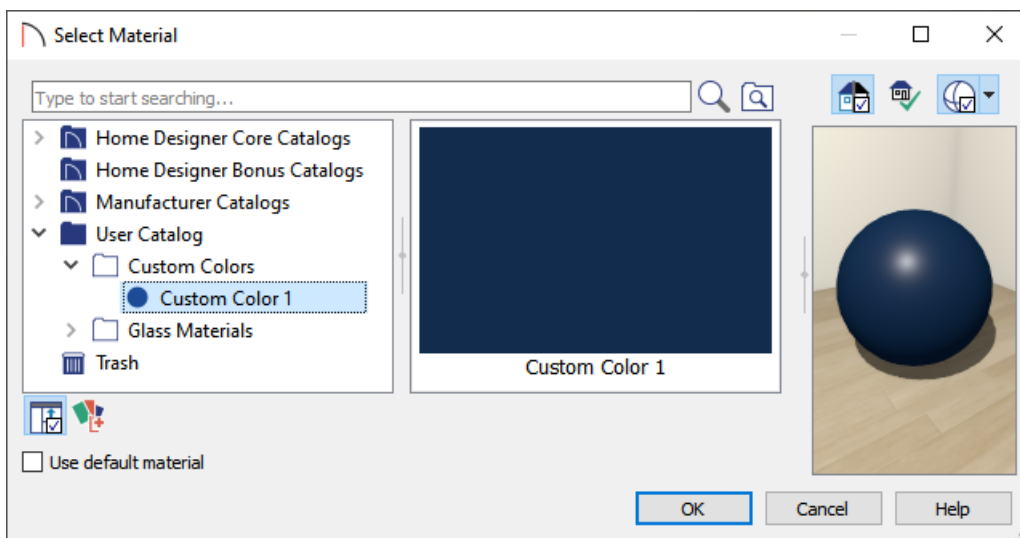 Select Material
Type to start searching...
Home Designer Core Catalogs
Home Designer Bonus Catalogs
Manufacturer Catalogs
User Catalog
Custom Colors
Custom Color 1
Glass Materials
Trash
Custom Color 1
Use default material
OK
Cancel
Help